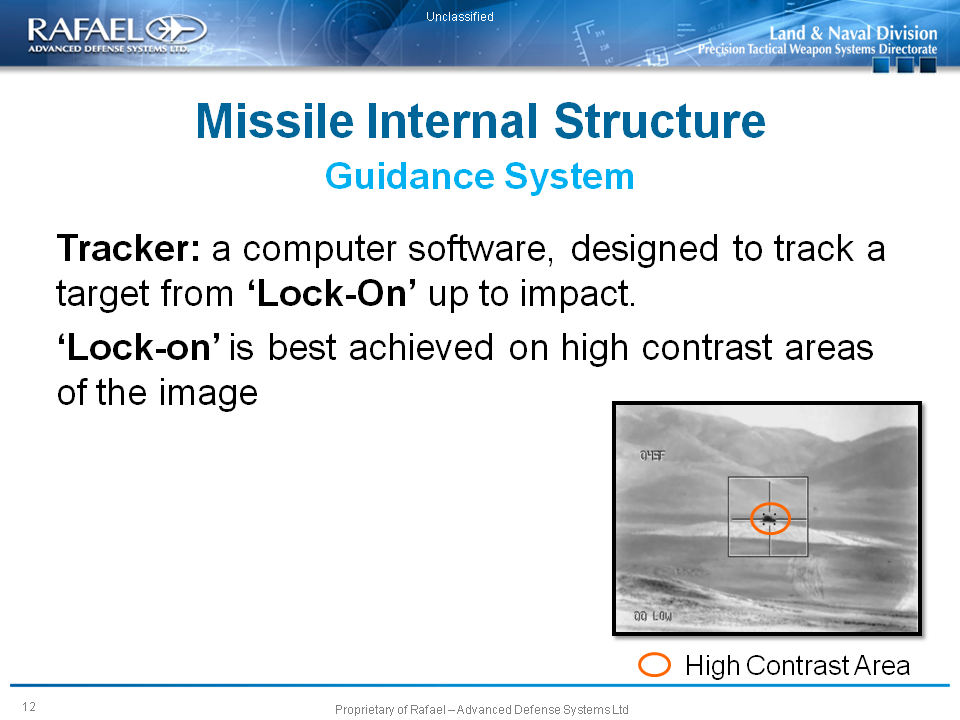 Unclassified
RAFAEL
ADVANCED DEFENSE SYSTEMS LTD.
Land & Naval Division
Precision Tactical Weapon Systems Directorate
Missile Internal Structure
Guidance System
Tracker: a computer software, designed to track a
target from ‘Lock-On’ up to impact.
‘Lock-on’ is best achieved on high contrast areas
of the image
QQ LOW
High Contrast Area
12
Proprietary of Rafael – Advanced Defense Systems Ltd